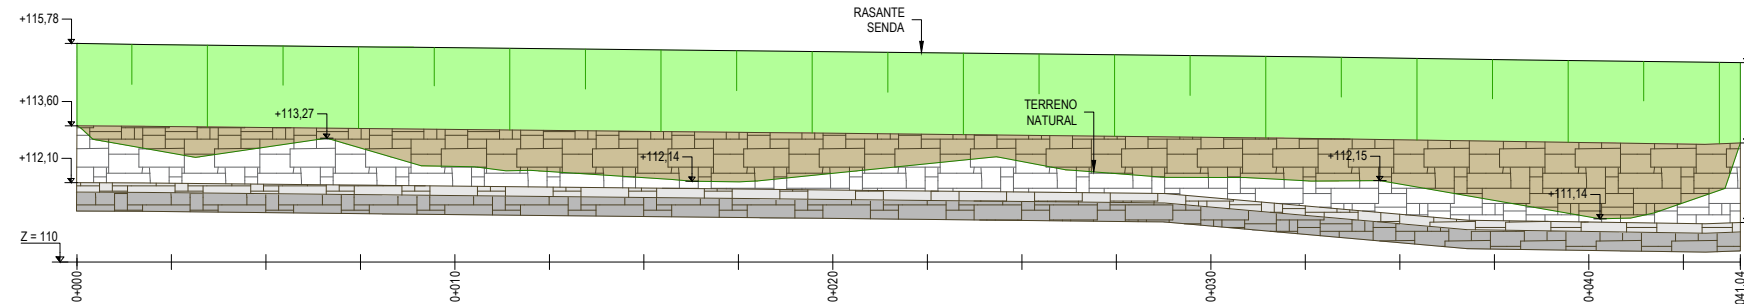 +115,78
RASANTE
SENDA
+113,60
+113,27
TERRENO
NATURAL
+112,10
+112,14
+112,15
+111,14
Z = 110
0+000
0+010
0+020
0+030
0+040
041.04